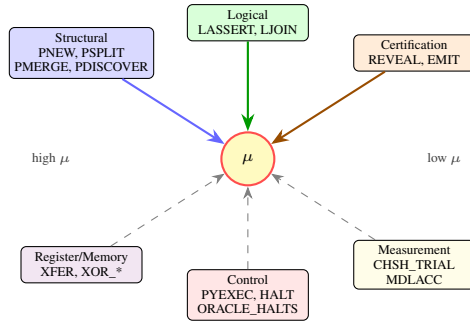 Logical
LASSERT, LJOIN
Structural
PNEW, PSPLIT
PMERGE, PDISCOVER
Certification
REVEAL, EMIT
μ
high μ
low μ
Register/Memory
XFER, XOR_*
Control
PYEXEC, HALT
ORACLE_HALTS
Measurement
CHSH_TRIAL
MDLACC